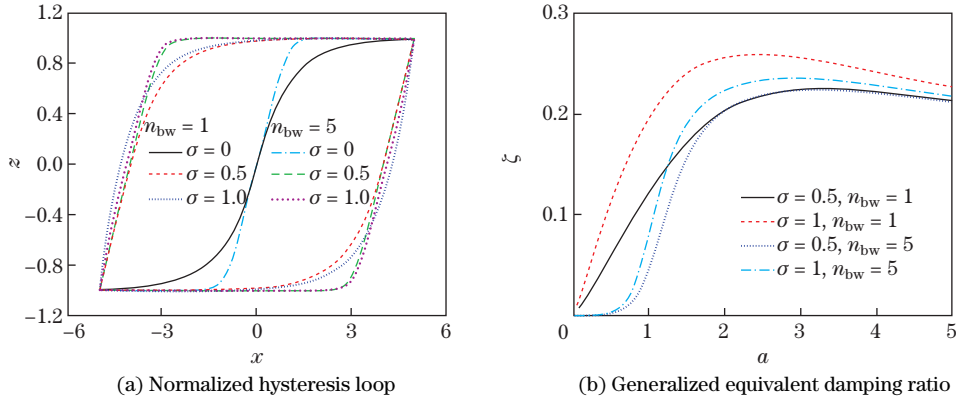 1.2
0.8
0.4
0.0
−0.4
−0.8
−1.2
z
n_bw = 1
σ = 0
σ = 0.5
σ = 1.0
n_bw = 5
σ = 0
σ = 0.5
σ = 1.0
−6 −3 0 3 6
x
(a) Normalized hysteresis loop
0.3
0.2
0.1
ζ
σ = 0.5, n_bw = 1
σ = 1, n_bw = 1
σ = 0.5, n_bw = 5
σ = 1, n_bw = 5
0 1 2 3 4 5
a
(b) Generalized equivalent damping ratio